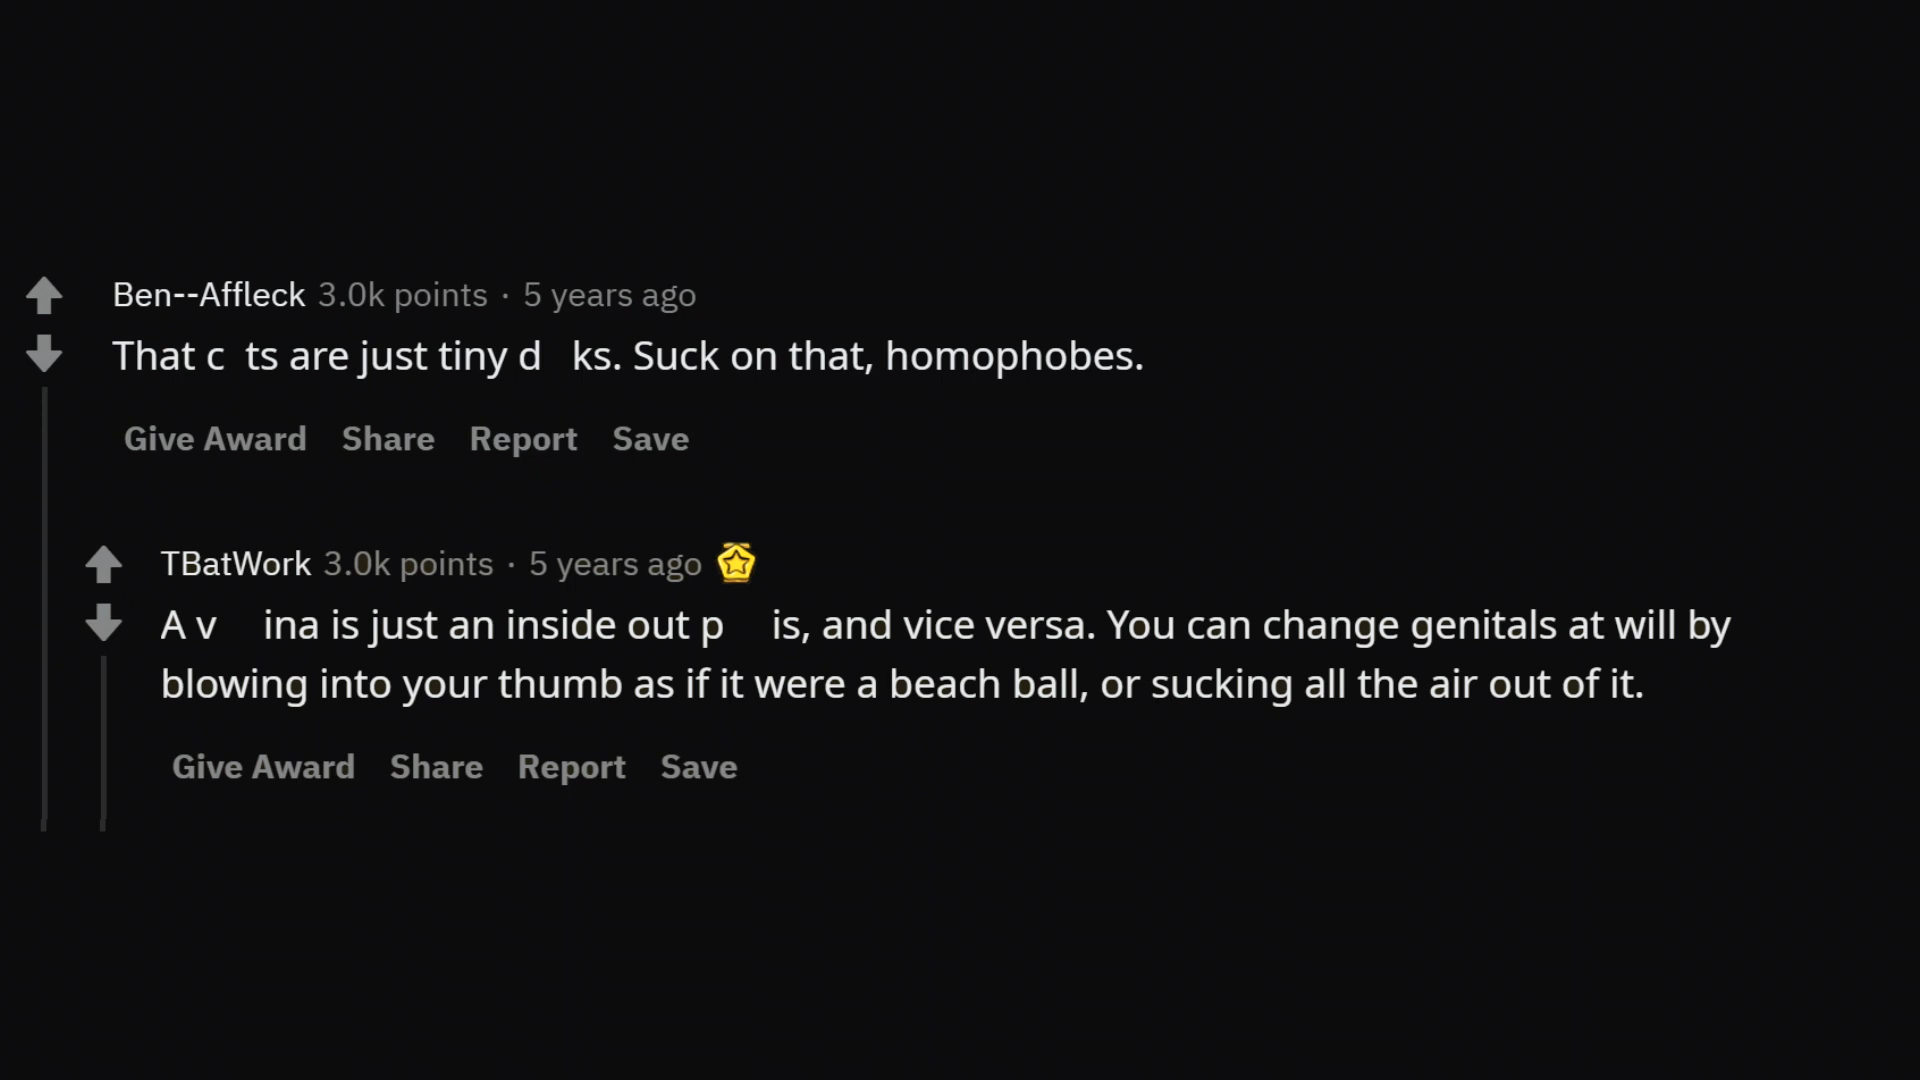 Ben--Affleck 3.0k points · 5 years ago
That c ts are just tiny d ks. Suck on that, homophobes.
Give Award Share Report Save
TBatWork 3.0k points · 5 years ago
A v ina is just an inside out p is, and vice versa. You can change genitals at will by
blowing into your thumb as if it were a beach ball, or sucking all the air out of it.
Give Award Share Report Save